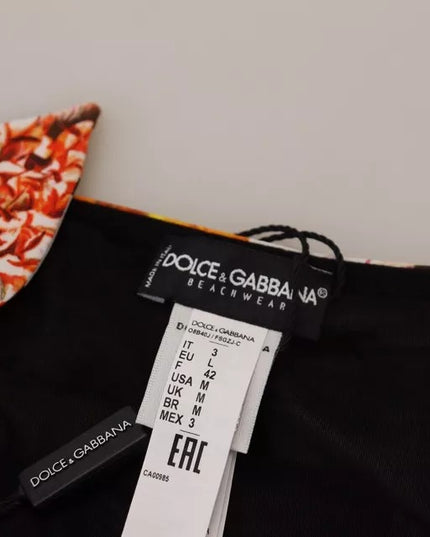 MADE IN ITALY
DOLCE & GABBANA®
BEACHWEAR
DOLCE & GABBANA
IT 3
EU L
F 42
USA M
UK M
BR M
MEX 3
EAC
CA00985
DOLCE & GABBANA